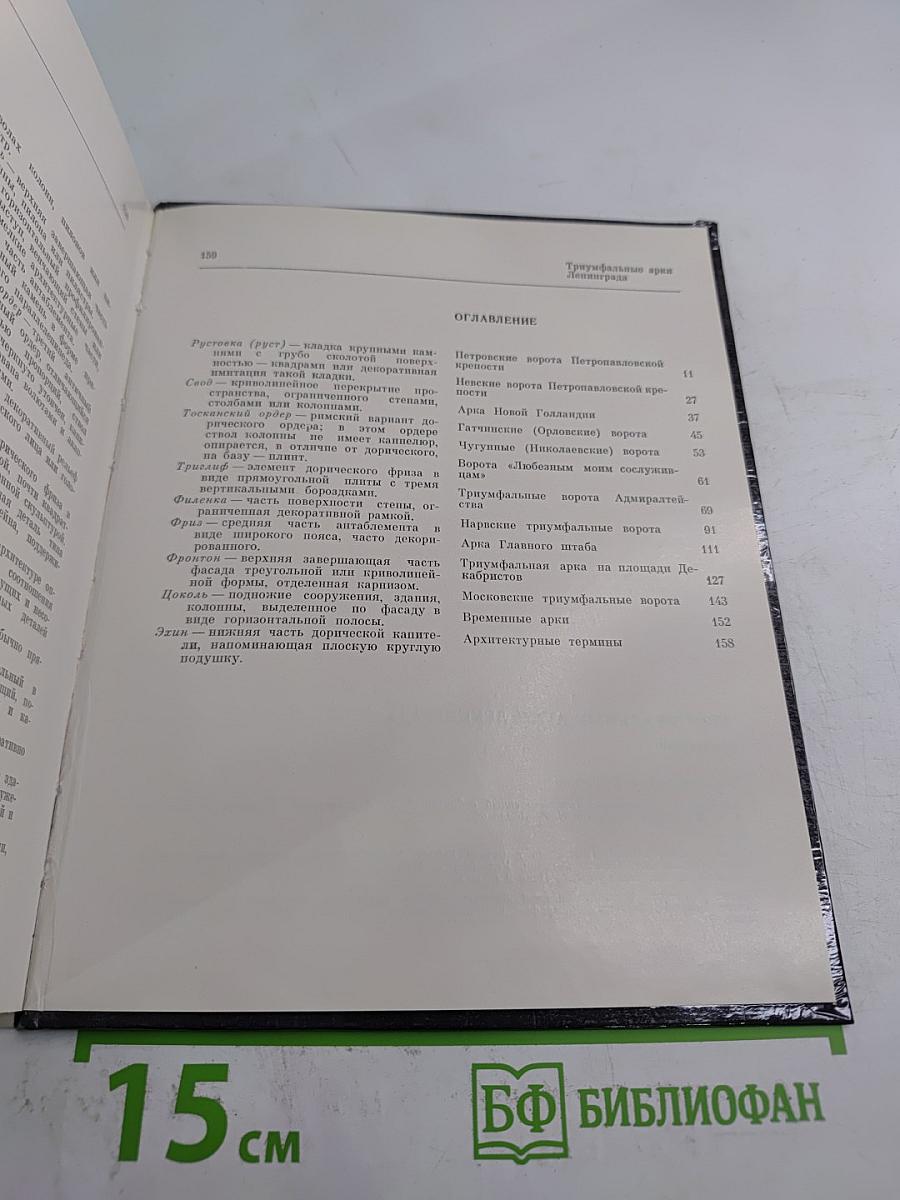 волах колонн, пилонов или
верхняя завершающая
159
Триумфальные арки
Ленинграда
Рустовка (руст) — кладка крупными кам-
нями с грубо сколотой поверх-
ностью — квадрами или декоративная
имитация такой кладки.
Свод — криволинейное перекрытие про-
странства, ограниченного стенами,
столбами или колоннами.
Тосканский ордер — римский вариант до-
рического ордера; в этом ордере
ствол колонны не имеет каннелюр,
опирается, в отличие от дорического,
на базу — плинт.
Триглиф — элемент дорического фриза в
виде прямоугольной плиты с тремя
вертикальными бороздками.
Филенка — часть поверхности стены, ог-
раниченная декоративной рамкой.
Фриз — средняя часть антаблемента в
виде широкого пояса, часто декори-
рованного.
Фронтон — верхняя завершающая часть
фасада треугольной или криволиней-
ной формы, отделенная карнизом.
Цоколь — подножие сооружения, здания,
колонны, выделенное по фасаду в
виде горизонтальной полосы.
Эхин — нижняя часть дорической капите-
ли, напоминающая плоскую круглую
подушку.
ОГЛАВЛЕНИЕ
Петровские ворота Петропавловской
крепости 11
Невские ворота Петропавловской кре-
пости 27
Арка Новой Голландии 37
Гатчинские (Орловские) ворота 45
Чугунные (Николаевские) ворота 53
Ворота «Любезным моим сослужив-
цам» 61
Триумфальные ворота Адмиралтей-
ства 69
Нарвские триумфальные ворота 91
Арка Главного штаба 111
Триумфальная арка на площади Де-
кабристов 127
Московские триумфальные ворота 143
Временные арки 152
Архитектурные термины 158
15 см
БФ БИБЛИОФАН